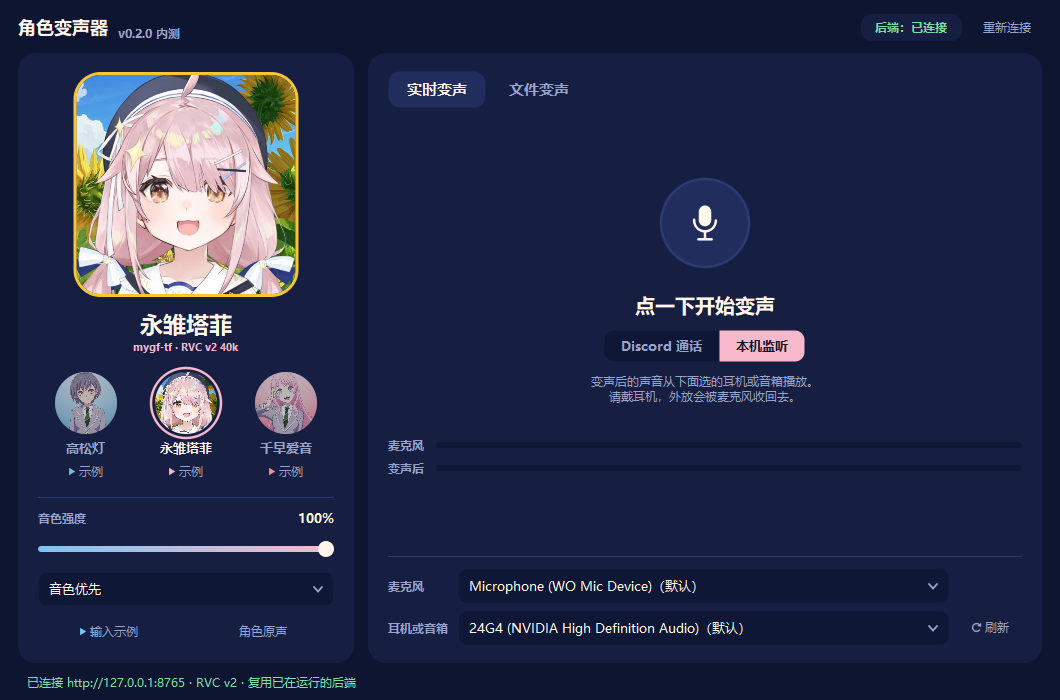 角色变声器 v0.2.0 内测
后端：已连接
重新连接
永雏塔菲
mygf-tf · RVC v2 40k
高松灯
永雏塔菲
千早爱音
示例
示例
示例
音色强度
100%
音色优先
输入示例
角色原声
实时变声
文件变声
点一下开始变声
Discord 通话
本机监听
变声后的声音从下面选的耳机或音箱播放。
请戴耳机，外放会被麦克风收回去。
麦克风
变声后
麦克风
Microphone (WO Mic Device)（默认）
耳机或音箱
24G4 (NVIDIA High Definition Audio)（默认）
刷新
已连接 http://127.0.0.1:8765 · RVC v2 · 复用已在运行的后端